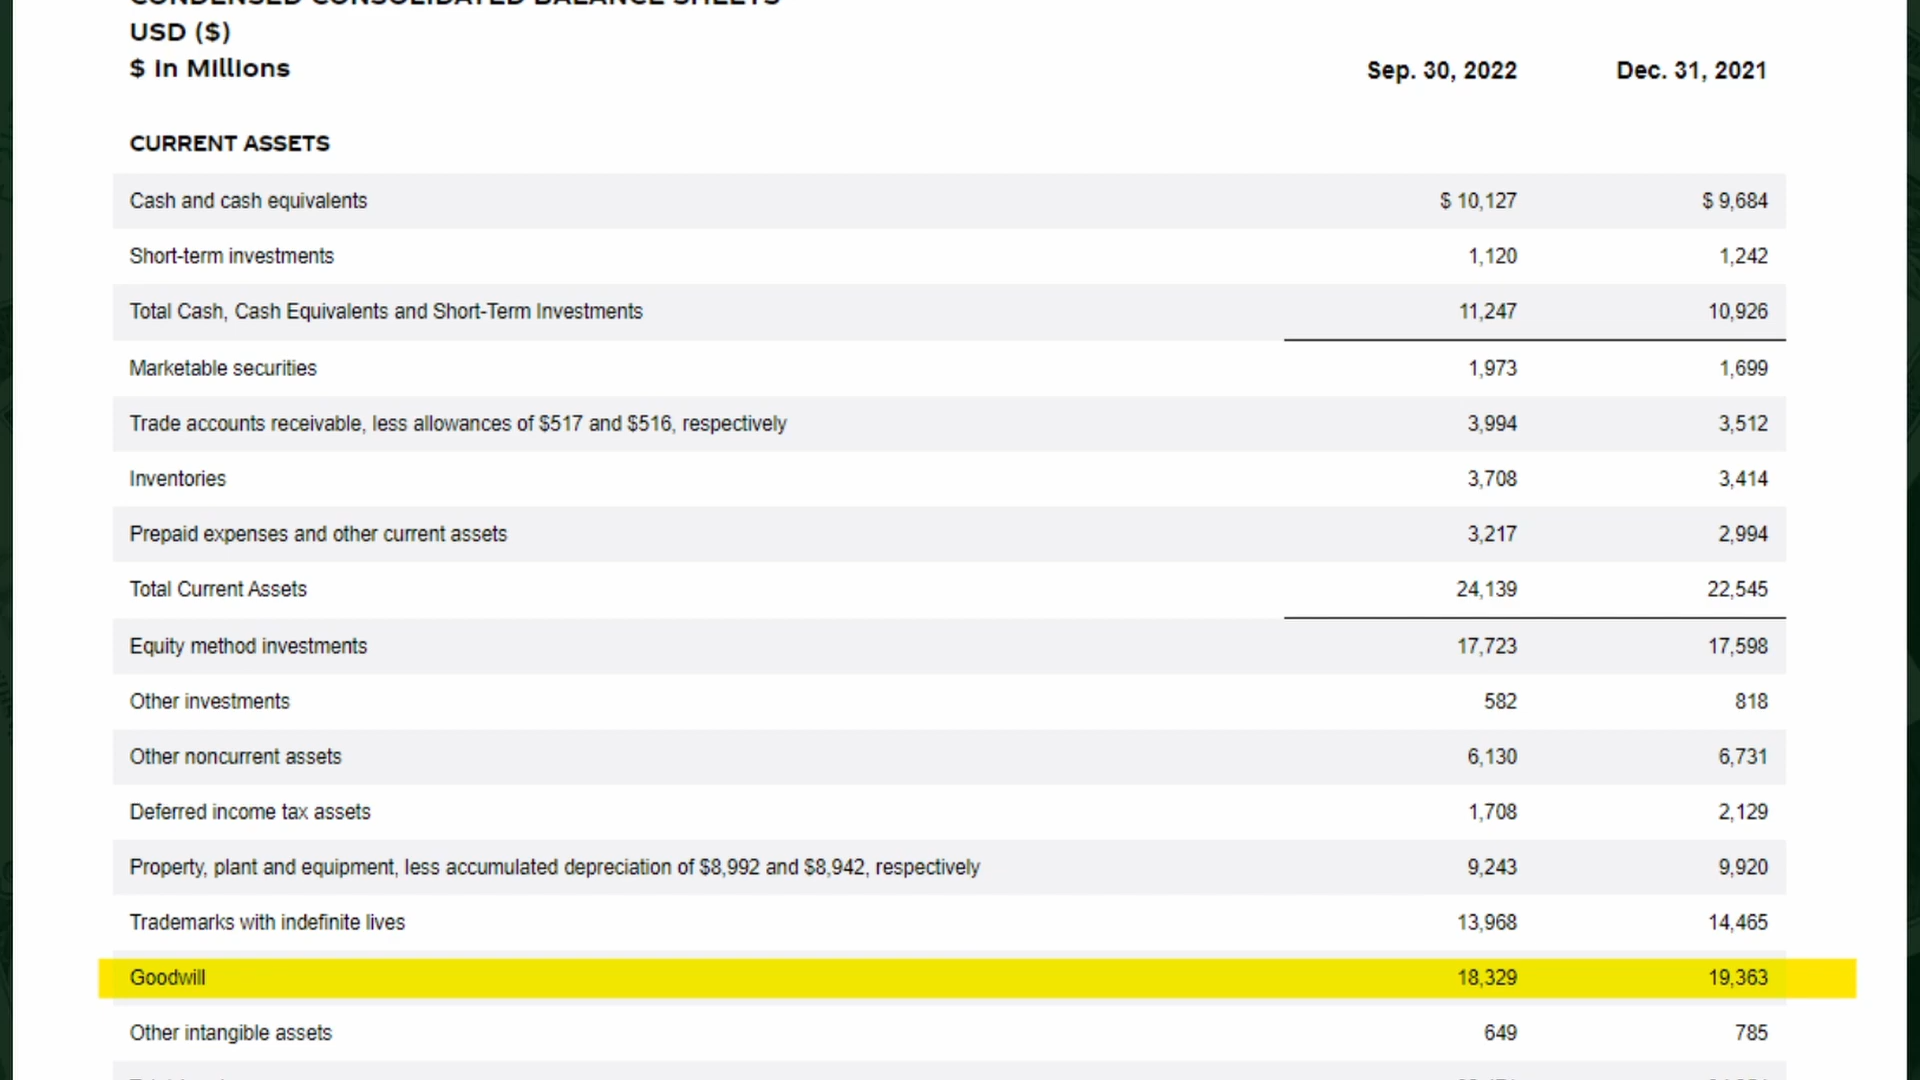 CONDENSED CONSOLIDATED BALANCE SHEETS
USD ($)
$ in Millions Sep. 30, 2022 Dec. 31, 2021
CURRENT ASSETS
Cash and cash equivalents $ 10,127 $ 9,684
Short-term investments 1,120 1,242
Total Cash, Cash Equivalents and Short-Term Investments 11,247 10,926
Marketable securities 1,973 1,699
Trade accounts receivable, less allowances of $517 and $516, respectively 3,994 3,512
Inventories 3,708 3,414
Prepaid expenses and other current assets 3,217 2,994
Total Current Assets 24,139 22,545
Equity method investments 17,723 17,598
Other investments 582 818
Other noncurrent assets 6,130 6,731
Deferred income tax assets 1,708 2,129
Property, plant and equipment, less accumulated depreciation of $8,992 and $8,942, respectively 9,243 9,920
Trademarks with indefinite lives 13,968 14,465
Goodwill 18,329 19,363
Other intangible assets 649 785